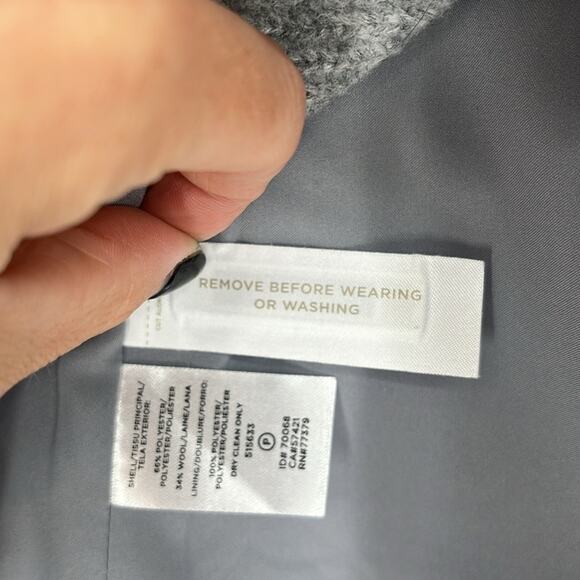 REMOVE BEFORE WEARING
OR WASHING
SHELL/TISSU PRINCIPAL/
TELA EXTERIOR:
66% POLYESTER/
POLYESTER/POLIÉSTER
34% WOOL/LAINE/LANA
LINING/DOUBLURE/FORRO:
100% POLYESTER/
POLYESTER/POLIÉSTER
DRY CLEAN ONLY
515633
P
ID# 70068
CA#57421
RN#77379